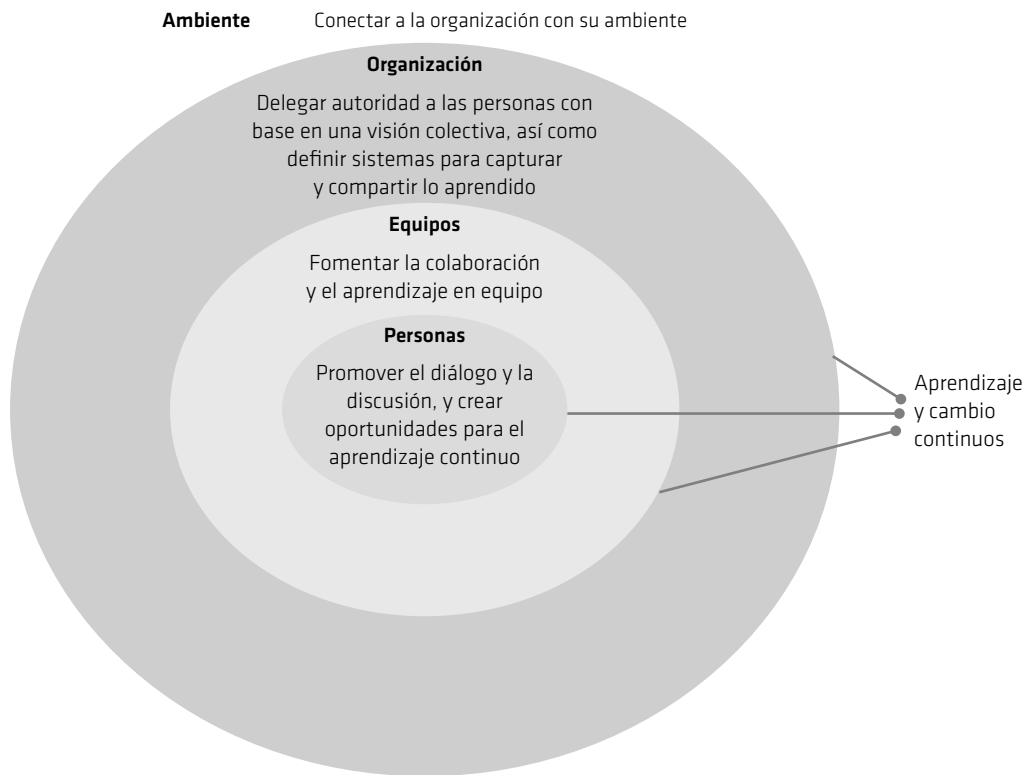 Ambiente Conectar a la organización con su ambiente
Organización
Delegar autoridad a las personas con
base en una visión colectiva, así como
definir sistemas para capturar
y compartir lo aprendido
Equipos
Fomentar la colaboración
y el aprendizaje en equipo
Personas
Promover el diálogo y la
discusión, y crear
oportunidades para el
aprendizaje continuo
Aprendizaje
y cambio
continuos